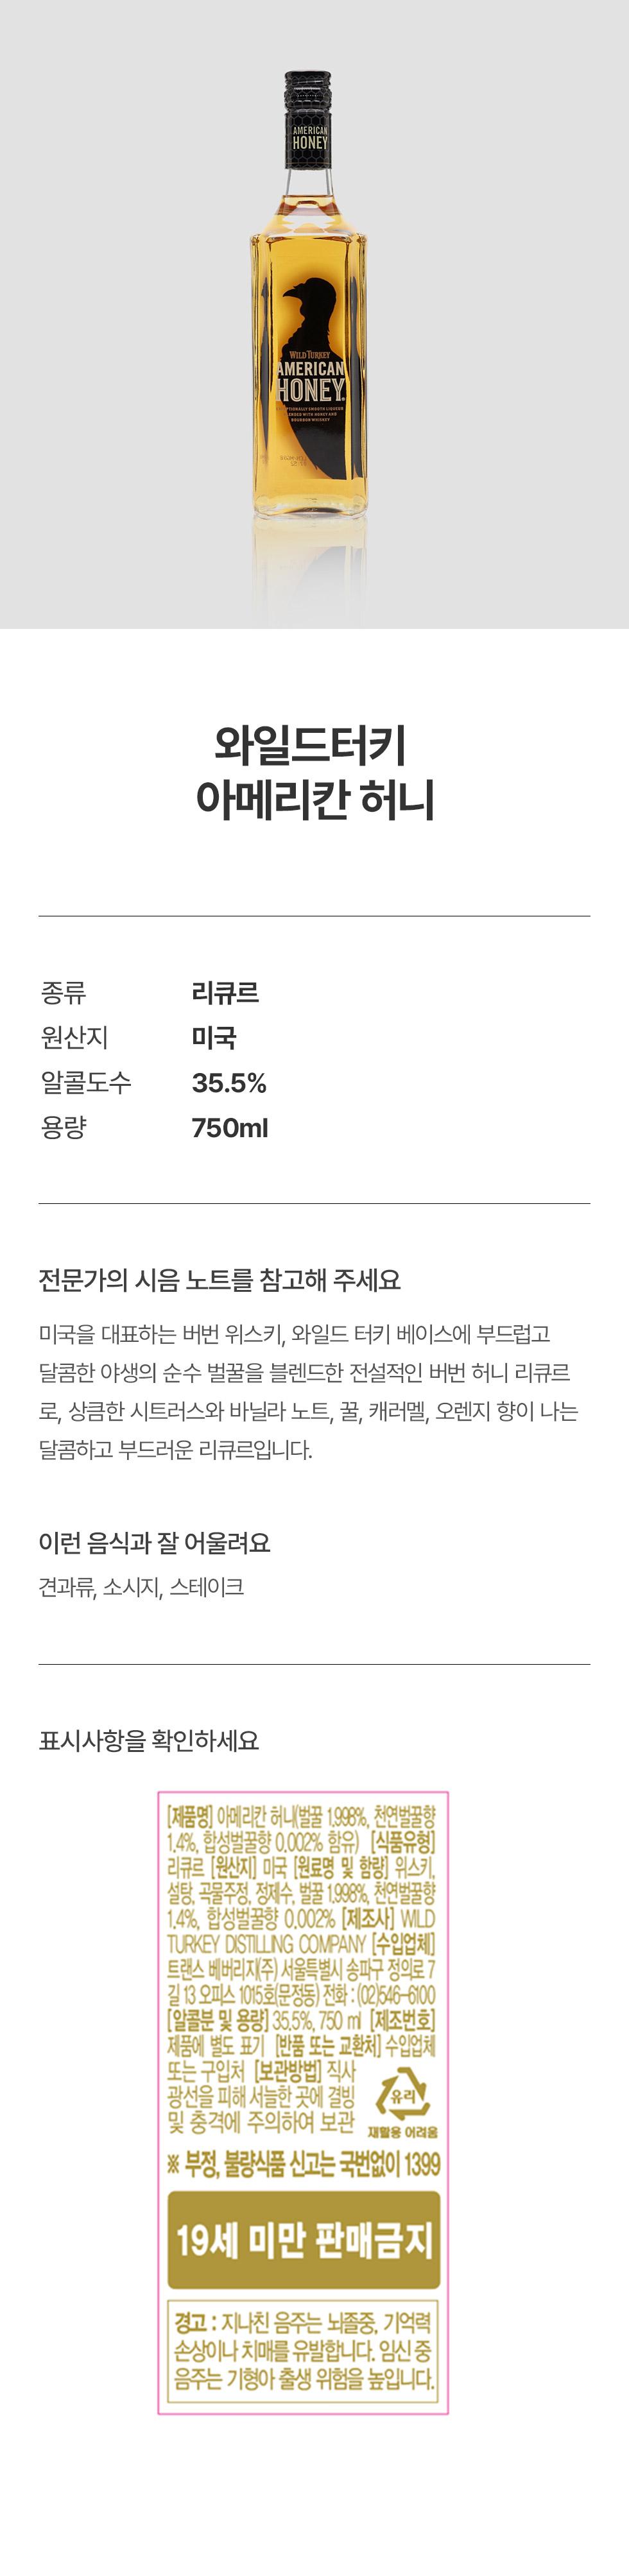 AMERICAN
HONEY
WILD TURKEY
AMERICAN
HONEY
와일드터키
아메리칸 허니
종류 리큐르
원산지 미국
알콜도수 35.5%
용량 750ml
전문가의 시음 노트를 참고해 주세요
미국을 대표하는 버번 위스키, 와일드 터키 베이스에 부드럽고
달콤한 야생의 순수 벌꿀을 블렌드한 전설적인 버번 허니 리큐르
로, 상큼한 시트러스와 바닐라 노트, 꿀, 캐러멜, 오렌지 향이 나는
달콤하고 부드러운 리큐르입니다.
이런 음식과 잘 어울려요
견과류, 소시지, 스테이크
표시사항을 확인하세요
[제품명] 아메리칸 허니(벌꿀 1.998%, 천연벌꿀향
1.4%, 합성벌꿀향 0.002% 함유) [식품유형]
리큐르 [원산지] 미국 [원료명 및 함량] 위스키,
설탕, 곡물주정, 정제수, 벌꿀 1.998%, 천연벌꿀향
1.4%, 합성벌꿀향 0.002% [제조사] WILD
TURKEY DISTILLING COMPANY [수입업체]
트랜스 베버리지(주) 서울특별시 송파구 정의로 7
길 13 오피스 1015호(문정동) 전화 : (02)546-6100
[알콜분 및 용량] 35.5%, 750 ml [제조번호]
제품에 별도 표기 [반품 또는 교환처] 수입업체
또는 구입처 [보관방법] 직사
광선을 피해 서늘한 곳에 결빙
및 충격에 주의하여 보관
유리
재활용 어려움
※ 부정, 불량식품 신고는 국번없이 1399
19세 미만 판매금지
경고 : 지나친 음주는 뇌졸중, 기억력
손상이나 치매를 유발합니다. 임신 중
음주는 기형아 출생 위험을 높입니다.